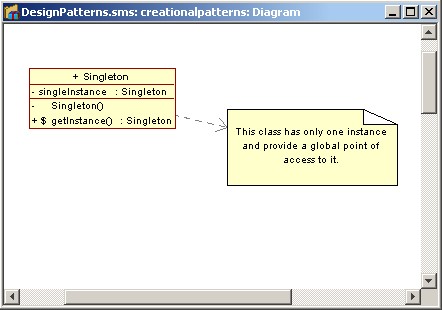 DesignPatterns.sms: creationalpatterns: Diagram
+ Singleton
- singleInstance : Singleton
- Singleton()
+ $ getInstance() : Singleton
This class has only one instance
and provide a global point of
access to it.